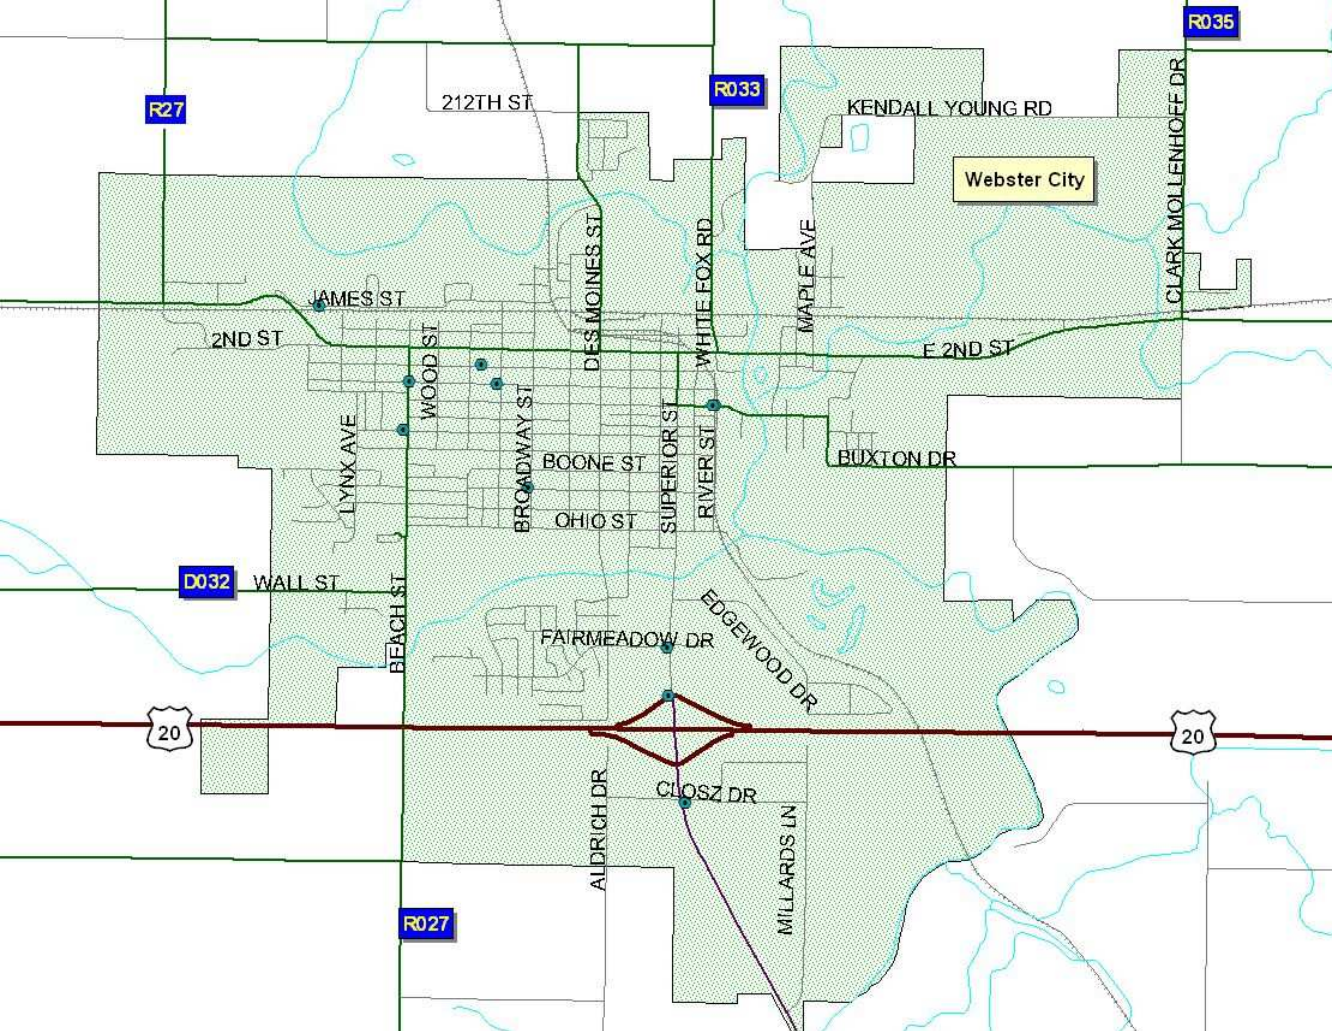 R035
R033
R27
212TH ST
KENDALL YOUNG RD
CLARK MOLLENHOFF DR
Webster City
DES MOINES ST
WHITE FOX RD
MAPLE AVE
JAMES ST
2ND ST
E 2ND ST
WOOD ST
LYNX AVE
BROADWAY ST
SUPERIOR ST
RIVER ST
BOONE ST
BUXTON DR
OHIO ST
D032
WALL ST
BEACH ST
EDGEWOOD DR
FAIRMEADOW DR
20
20
CLOSZ DR
ALDRICH DR
MILLARDS LN
R027